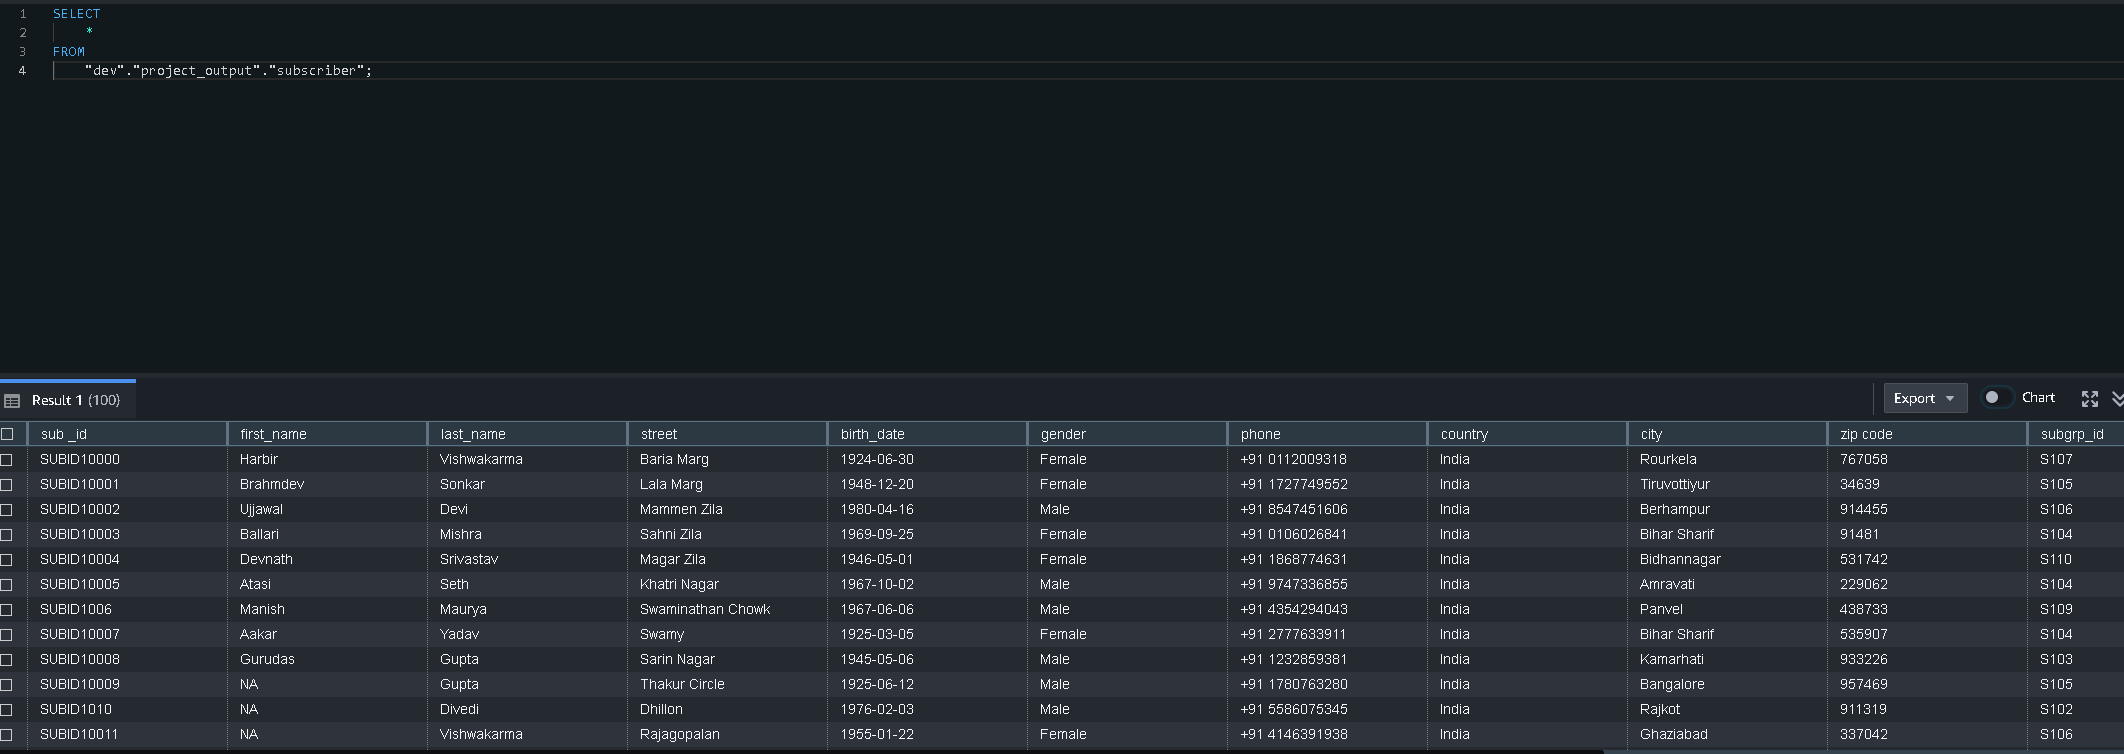 1 SELECT
2 *
3 FROM
4 "dev"."project_output"."subscriber";
Result 1 (100) Export Chart
sub _id first_name last_name street birth_date gender phone country city zip code subgrp_id
SUBID10000 Harbir Vishwakarma Baria Marg 1924-06-30 Female +91 0112009318 India Rourkela 767058 S107
SUBID10001 Brahmdev Sonkar Lala Marg 1948-12-20 Female +91 1727749552 India Tiruvottiyur 34639 S105
SUBID10002 Ujjawal Devi Mammen Zila 1980-04-16 Male +91 8547451606 India Berhampur 914455 S106
SUBID10003 Ballari Mishra Sahni Zila 1969-09-25 Female +91 0106026841 India Bihar Sharif 91481 S104
SUBID10004 Devnath Srivastav Magar Zila 1946-05-01 Female +91 1868774631 India Bidhannagar 531742 S110
SUBID10005 Atasi Seth Khatri Nagar 1967-10-02 Male +91 9747336855 India Amravati 229062 S104
SUBID1006 Manish Maurya Swaminathan Chowk 1967-06-06 Male +91 4354294043 India Panvel 438733 S109
SUBID10007 Aakar Yadav Swamy 1925-03-05 Female +91 2777633911 India Bihar Sharif 535907 S104
SUBID10008 Gurudas Gupta Sarin Nagar 1945-05-06 Male +91 1232859381 India Kamarhati 933226 S103
SUBID10009 NA Gupta Thakur Circle 1925-06-12 Male +91 1780763280 India Bangalore 957469 S105
SUBID1010 NA Divedi Dhillon 1976-02-03 Male +91 5586075345 India Rajkot 911319 S102
SUBID10011 NA Vishwakarma Rajagopalan 1955-01-22 Female +91 4146391938 India Ghaziabad 337042 S106